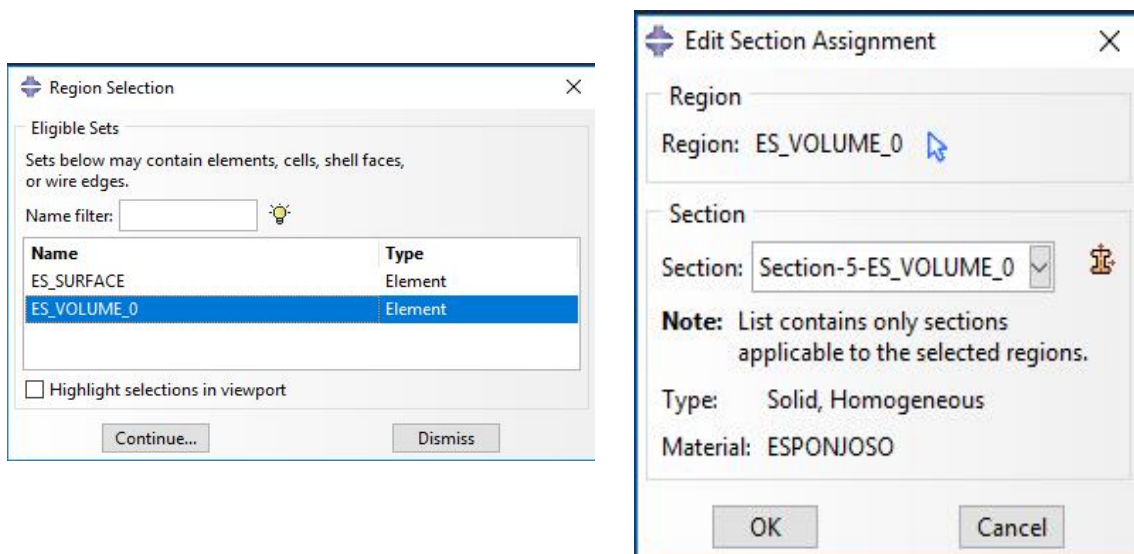 Region Selection
Eligible Sets
Sets below may contain elements, cells, shell faces,
or wire edges.
Name filter:
Name Type
ES_SURFACE Element
ES_VOLUME_0 Element
Highlight selections in viewport
Continue... Dismiss
Edit Section Assignment
Region
Region: ES_VOLUME_0
Section
Section: Section-5-ES_VOLUME_0
Note: List contains only sections
applicable to the selected regions.
Type: Solid, Homogeneous
Material: ESPONJOSO
OK Cancel